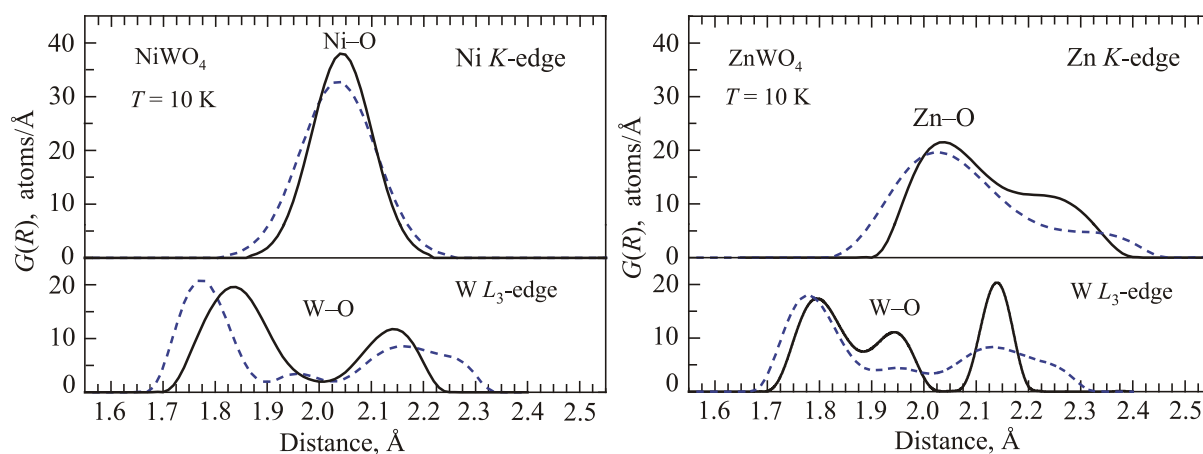 40
30
20
10
0
20
10
0
G(R), atoms/Å
NiWO4
T = 10 K
Ni–O
Ni K-edge
W–O
W L3-edge
1.6 1.7 1.8 1.9 2.0 2.1 2.2 2.3 2.4 2.5
Distance, Å
40
30
20
10
0
20
10
0
G(R), atoms/Å
ZnWO4
T = 10 K
Zn–O
Zn K-edge
W–O
W L3-edge
1.6 1.7 1.8 1.9 2.0 2.1 2.2 2.3 2.4 2.5
Distance, Å